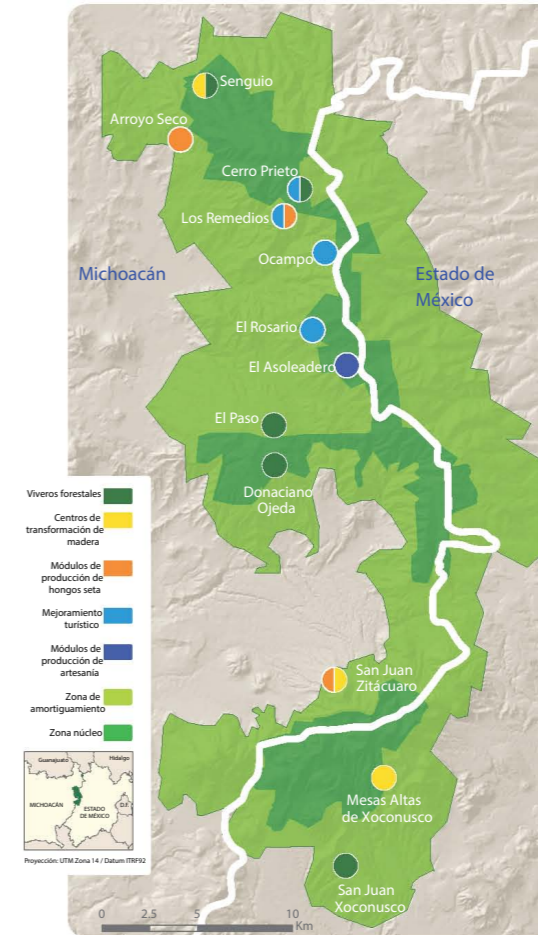 Senguio
Arroyo Seco
Cerro Prieto
Los Remedios
Ocampo
Michoacán
Estado de
México
El Rosario
El Asoleadero
El Paso
Donaciano
Ojeda
San Juan
Zitácuaro
Mesas Altas
de Xoconusco
San Juan
Xoconusco
Viveros forestales
Centros de
transformación de
madera
Módulos de
producción de
hongos seta
Mejoramiento
turístico
Módulos de
producción de
artesanía
Zona de
amortiguamiento
Zona núcleo
Guanajuato
Hidalgo
MICHOACÁN
ESTADO
DE MÉXICO
D.F.
Proyección: UTM Zona 14 / Datum ITRF92
0 2.5 5 10
Km